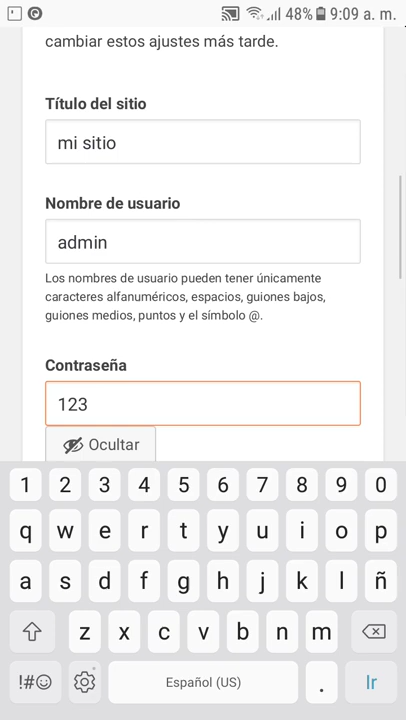 48% 9:09 a. m.
cambiar estos ajustes más tarde.
Título del sitio
mi sitio
Nombre de usuario
admin
Los nombres de usuario pueden tener únicamente
caracteres alfanuméricos, espacios, guiones bajos,
guiones medios, puntos y el símbolo @.
Contraseña
123
Ocultar
1 2 3 4 5 6 7 8 9 0
q w e r t y u i o p
a s d f g h j k l ñ
z x c v b n m
!#☺ Español (US) . Ir